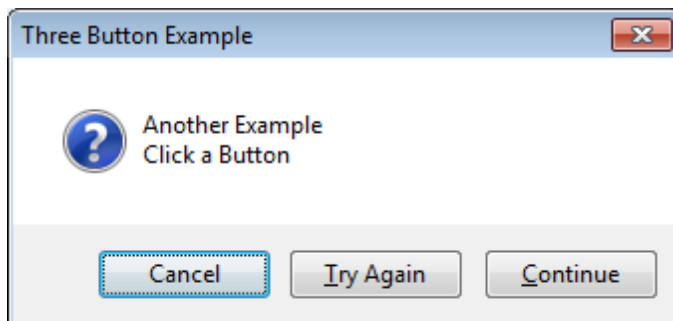 Three Button Example
Another Example
Click a Button
Cancel Try Again Continue